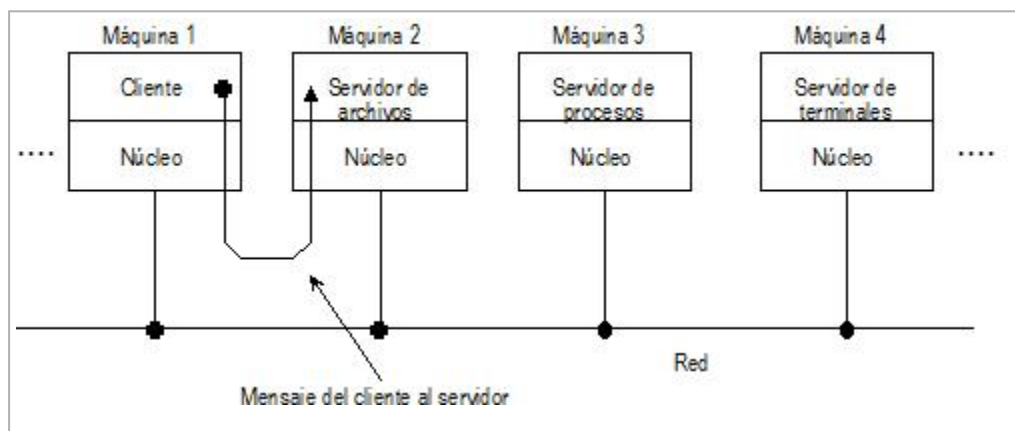 Máquina 1
Máquina 2
Máquina 3
Máquina 4
Cliente
Servidor de
archivos
Servidor de
procesos
Servidor de
terminales
....
Núcleo
Núcleo
Núcleo
Núcleo
....
Red
Mensaie del cliente al servidor